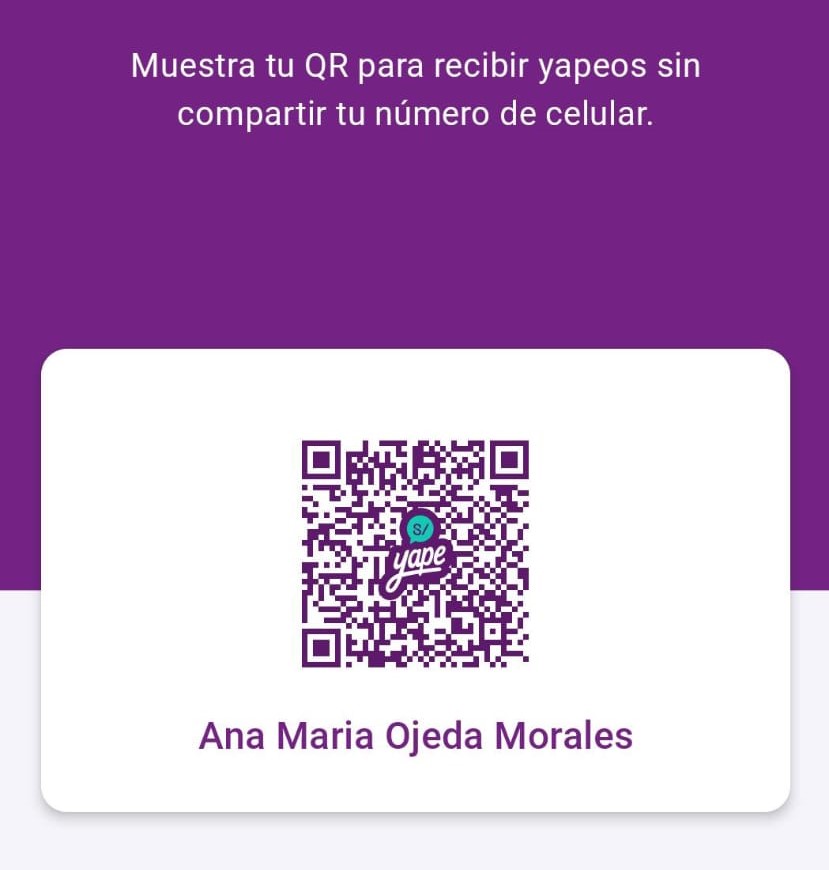 Muestra tu QR para recibir yapeos sin
compartir tu número de celular.
S/
yape
Ana Maria Ojeda Morales